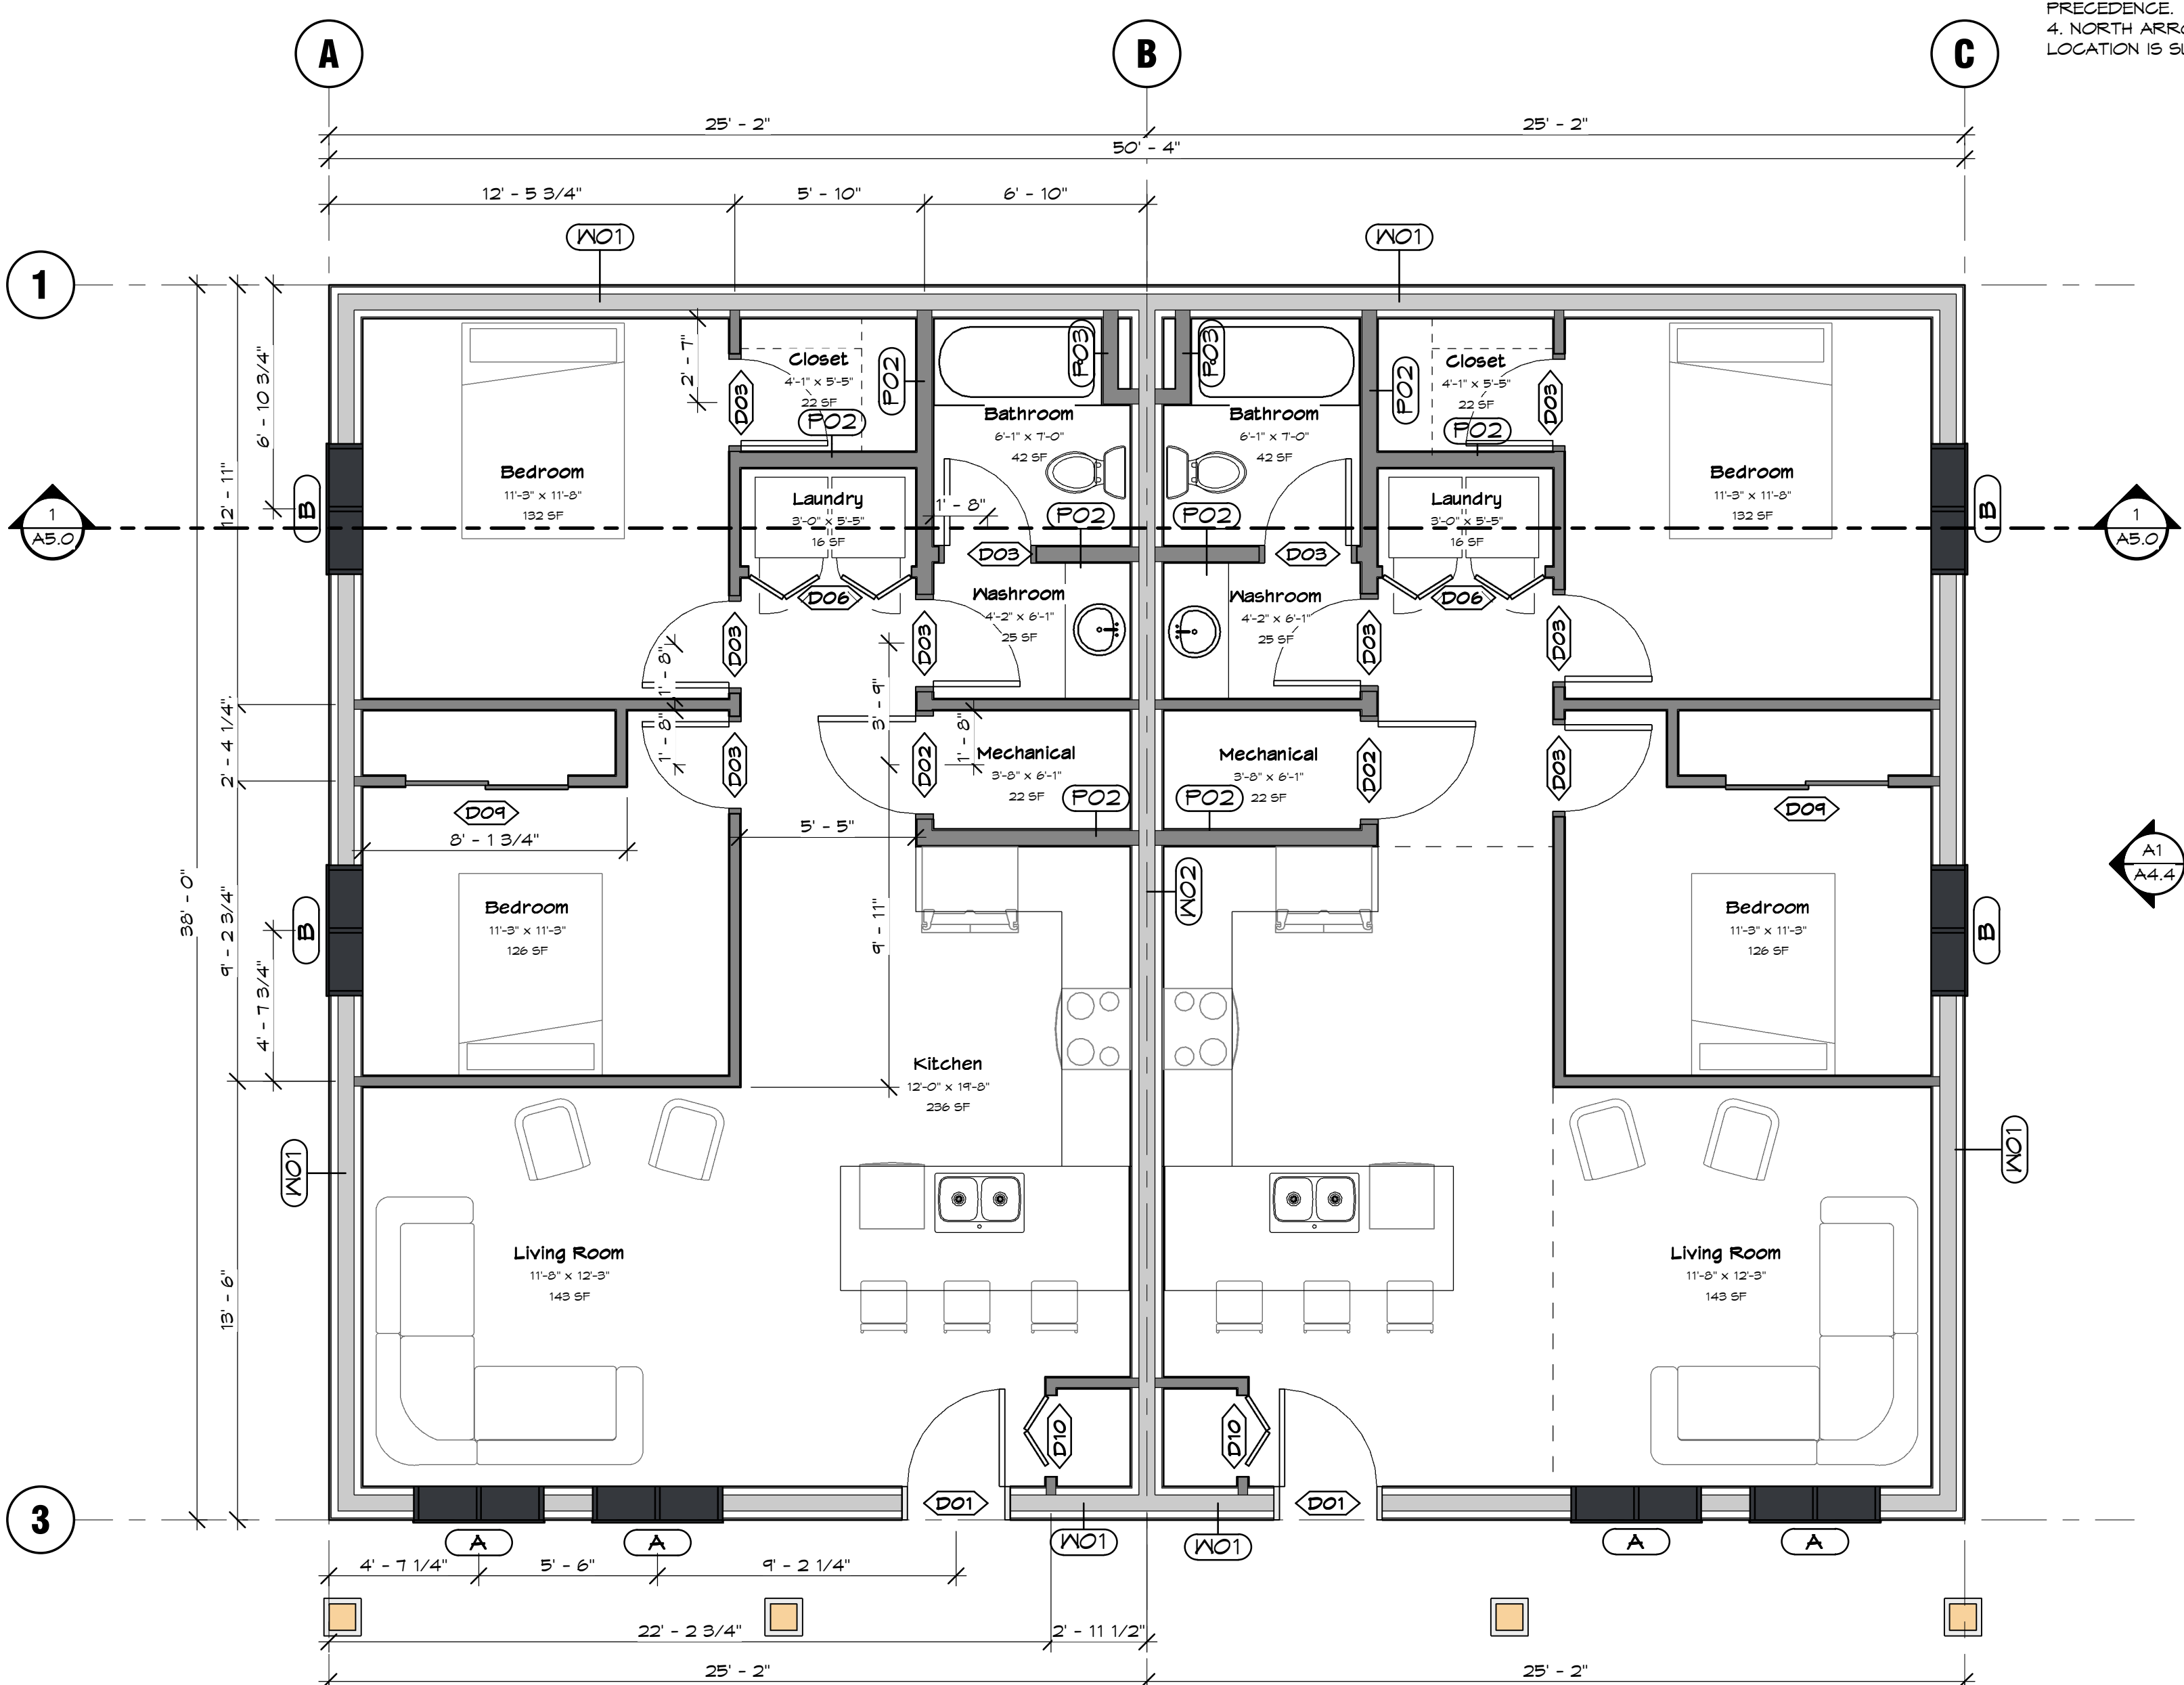 PRECEDENCE.
4. NORTH ARRO
LOCATION IS SU
A
B
C
25' - 2"
25' - 2"
50' - 4"
12' - 5 3/4"
5' - 10"
6' - 10"
W01
W01
1
3
38' - 0"
12' - 11"
2' - 4 1/4"
9' - 2 3/4"
13' - 6"
6' - 10 3/4"
4' - 7 3/4"
B
B
B
B
1
A5.0
1
A5.0
A1
A4.4
2' - 7"
Bedroom
11'-3" x 11'-8"
132 SF
D03
Closet
4'-1" x 5'-5"
22 SF
P02
P02
P03
Bathroom
6'-1" x 7'-0"
42 SF
P03
Bathroom
6'-1" x 7'-0"
42 SF
P02
Closet
4'-1" x 5'-5"
22 SF
P02
D03
Bedroom
11'-3" x 11'-8"
132 SF
Laundry
3'-0" x 5'-5"
16 SF
1' - 8"
P02
P02
Laundry
3'-0" x 5'-5"
16 SF
D03
D03
D06
D06
Washroom
4'-2" x 6'-1"
25 SF
Washroom
4'-2" x 6'-1"
25 SF
D03
D03
D03
D03
1' - 8"
1' - 8"
3' - 9"
1' - 8"
D03
D02
Mechanical
3'-8" x 6'-1"
22 SF
P02
Mechanical
3'-8" x 6'-1"
22 SF
P02
D02
D03
D09
8' - 1 3/4"
5' - 5"
D09
W02
9' - 11"
Bedroom
11'-3" x 11'-3"
126 SF
Bedroom
11'-3" x 11'-3"
126 SF
Kitchen
12'-0" x 19'-8"
236 SF
W01
W01
Living Room
11'-8" x 12'-3"
143 SF
Living Room
11'-8" x 12'-3"
143 SF
D10
D10
D01
D01
A
A
W01
W01
A
A
4' - 7 1/4"
5' - 6"
9' - 2 1/4"
22' - 2 3/4"
2' - 11 1/2"
25' - 2"
25' - 2"